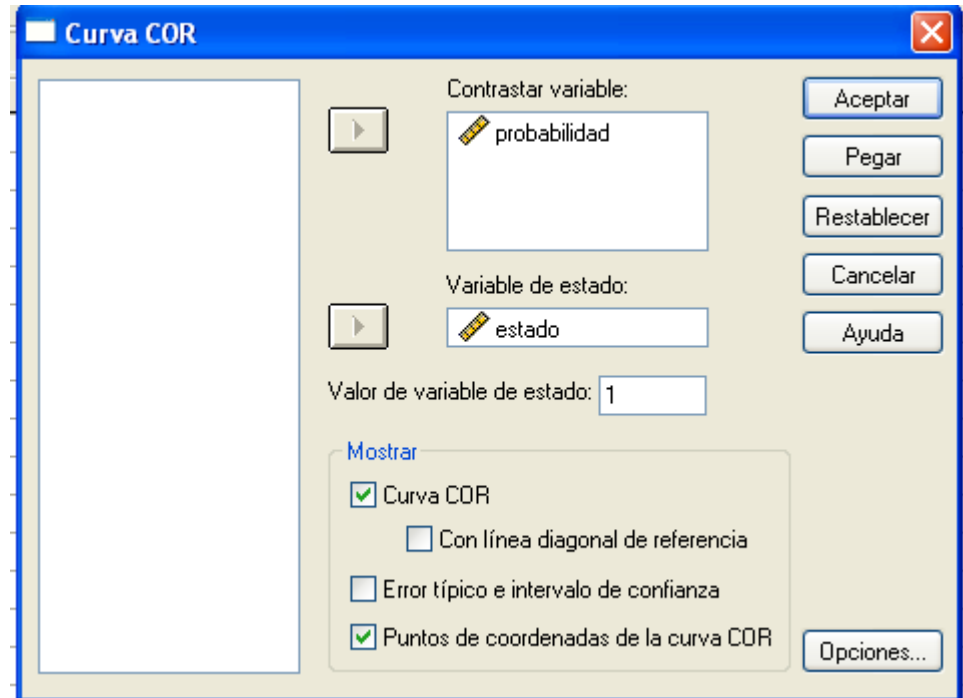 Curva COR
Contrastar variable:
probabilidad
Variable de estado:
estado
Valor de variable de estado: 1
Mostrar
Curva COR
Con línea diagonal de referencia
Error típico e intervalo de confianza
Puntos de coordenadas de la curva COR
Aceptar
Pegar
Restablecer
Cancelar
Ayuda
Opciones...